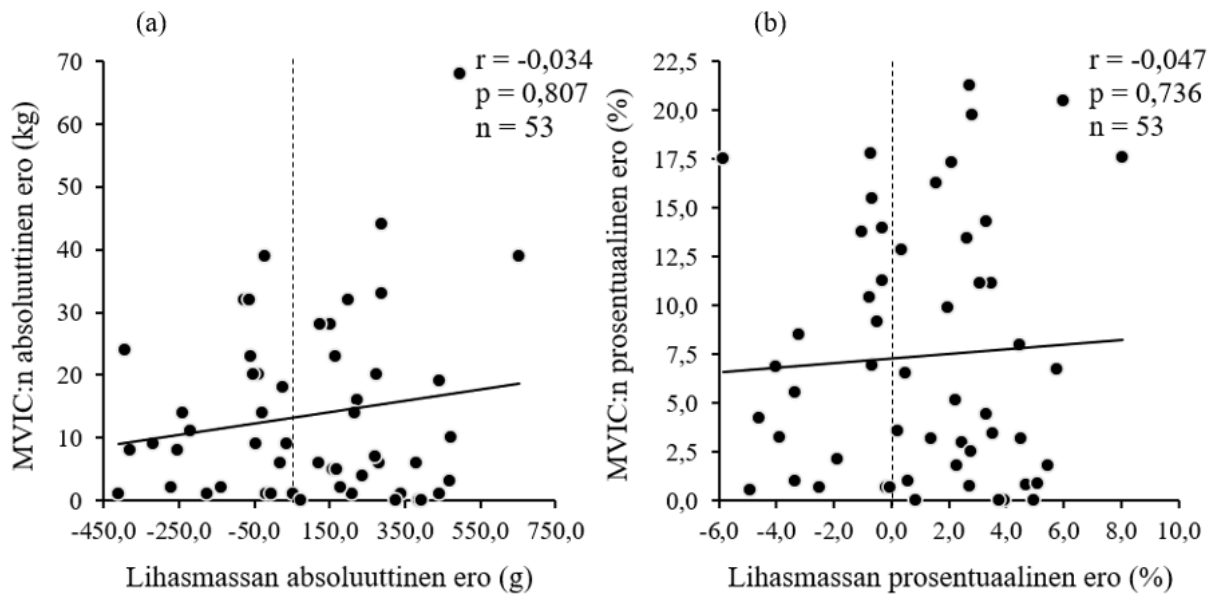 (a)
r = -0,034
p = 0,807
n = 53
MVIC:n absoluuttinen ero (kg)
70
60
50
40
30
20
10
0
-450,0 -250,0 -50,0 150,0 350,0 550,0 750,0
Lihasmassan absoluuttinen ero (g)
(b)
r = -0,047
p = 0,736
n = 53
MVIC:n prosentuaalinen ero (%)
22,5
20,0
17,5
15,0
12,5
10,0
7,5
5,0
2,5
0,0
-6,0 -4,0 -2,0 0,0 2,0 4,0 6,0 8,0 10,0
Lihasmassan prosentuaalinen ero (%)